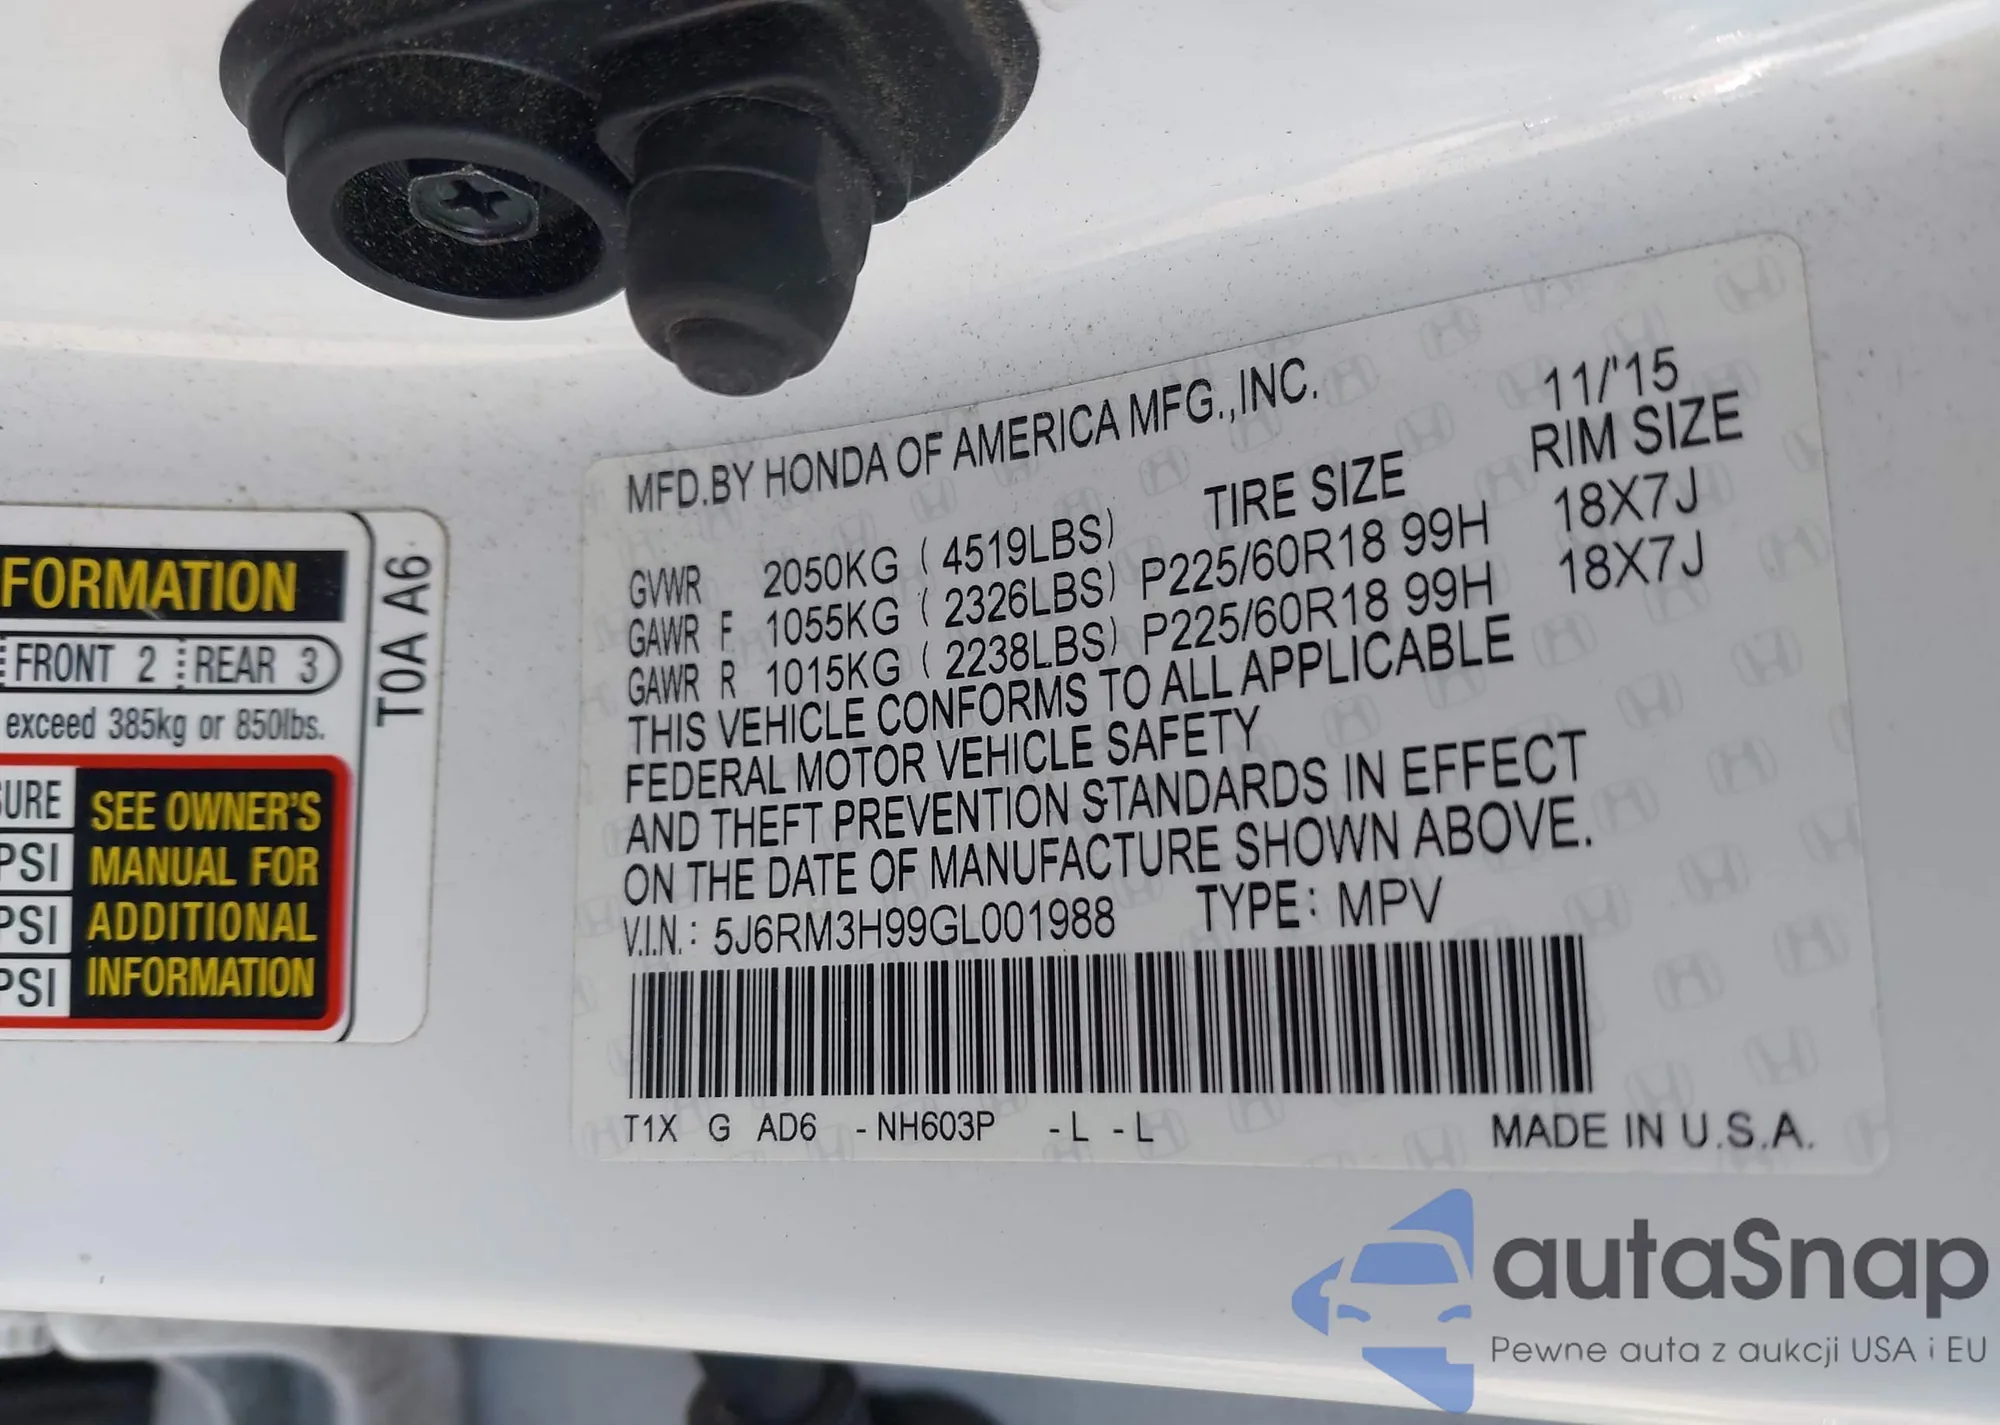 FORMATION
FRONT 2 REAR 3
exceed 385kg or 850lbs.
SURE
PSI
PSI
PSI
SEE OWNER'S
MANUAL FOR
ADDITIONAL
INFORMATION
T0A A6
MFD.BY HONDA OF AMERICA MFG.,INC. 11/'15
TIRE SIZE RIM SIZE
GVWR 2050KG (4519LBS)
GAWR F 1055KG (2326LBS) P225/60R18 99H 18X7J
GAWR R 1015KG (2238LBS) P225/60R18 99H 18X7J
THIS VEHICLE CONFORMS TO ALL APPLICABLE
FEDERAL MOTOR VEHICLE SAFETY
AND THEFT PREVENTION STANDARDS IN EFFECT
ON THE DATE OF MANUFACTURE SHOWN ABOVE.
V.I.N.: 5J6RM3H99GL001988 TYPE: MPV
T1X G AD6 -NH603P -L -L MADE IN U.S.A.
autaSnap
Pewne auta z aukcji USA i EU